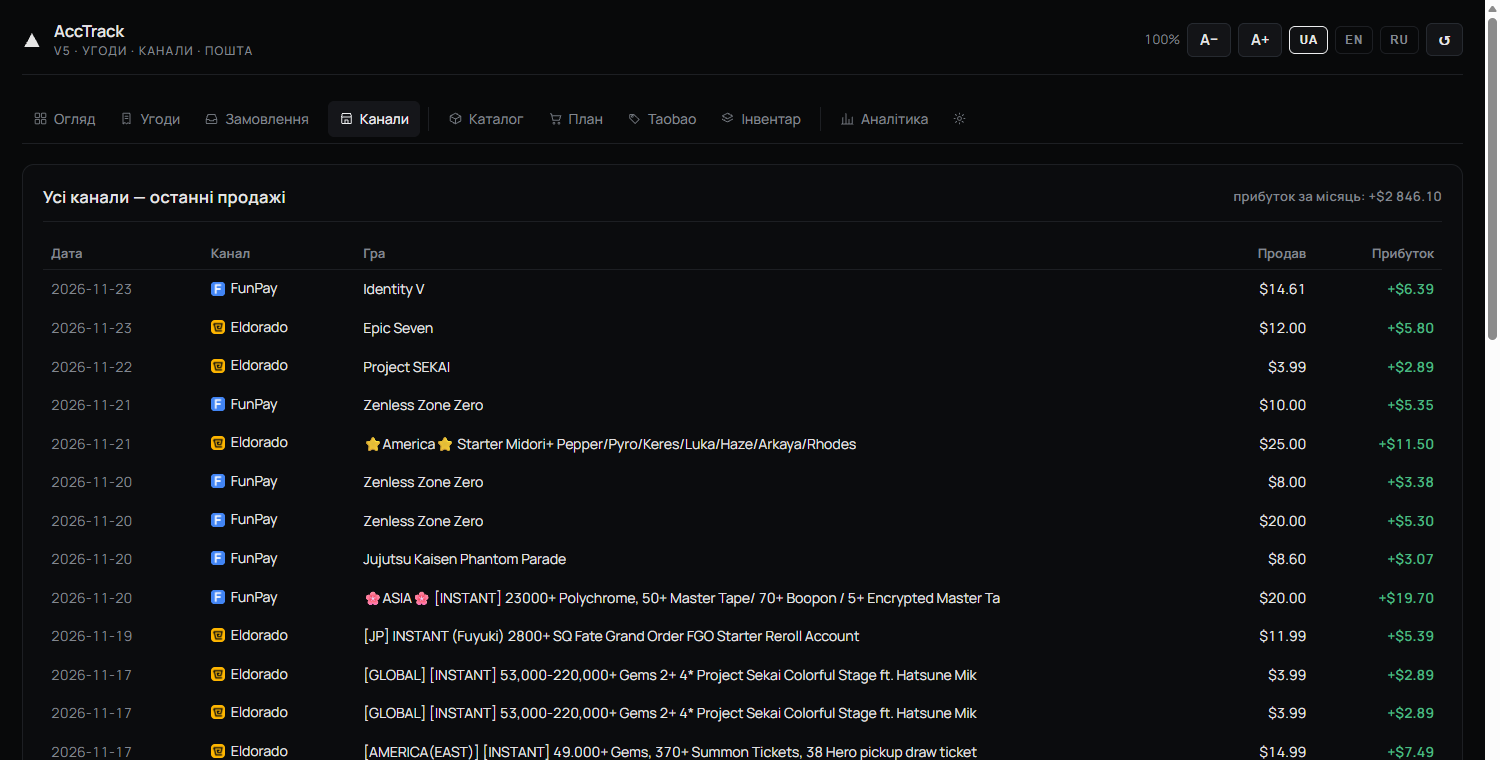 AccTrack
V5 · УГОДИ · КАНАЛИ · ПОШТА
100% A− A+ UA EN RU ↺
Огляд Угоди Замовлення Канали Каталог План Taobao Інвентар Аналітика
Усі канали — останні продажі прибуток за місяць: +$2 846.10
Дата Канал Гра Продав Прибуток
2026-11-23 F FunPay Identity V $14.61 +$6.39
2026-11-23 Eldorado Epic Seven $12.00 +$5.80
2026-11-22 Eldorado Project SEKAI $3.99 +$2.89
2026-11-21 F FunPay Zenless Zone Zero $10.00 +$5.35
2026-11-21 Eldorado ⭐America⭐ Starter Midori+ Pepper/Pyro/Keres/Luka/Haze/Arkaya/Rhodes $25.00 +$11.50
2026-11-20 F FunPay Zenless Zone Zero $8.00 +$3.38
2026-11-20 F FunPay Zenless Zone Zero $20.00 +$5.30
2026-11-20 F FunPay Jujutsu Kaisen Phantom Parade $8.60 +$3.07
2026-11-20 F FunPay 🌸ASIA🌸 [INSTANT] 23000+ Polychrome, 50+ Master Tape/ 70+ Boopon / 5+ Encrypted Master Ta $20.00 +$19.70
2026-11-19 Eldorado [JP] INSTANT (Fuyuki) 2800+ SQ Fate Grand Order FGO Starter Reroll Account $11.99 +$5.39
2026-11-17 Eldorado [GLOBAL] [INSTANT] 53,000-220,000+ Gems 2+ 4* Project Sekai Colorful Stage ft. Hatsune Mik $3.99 +$2.89
2026-11-17 Eldorado [GLOBAL] [INSTANT] 53,000-220,000+ Gems 2+ 4* Project Sekai Colorful Stage ft. Hatsune Mik $3.99 +$2.89
2026-11-17 Eldorado [AMERICA(EAST)] [INSTANT] 49.000+ Gems, 370+ Summon Tickets, 38 Hero pickup draw ticket $14.99 +$7.49